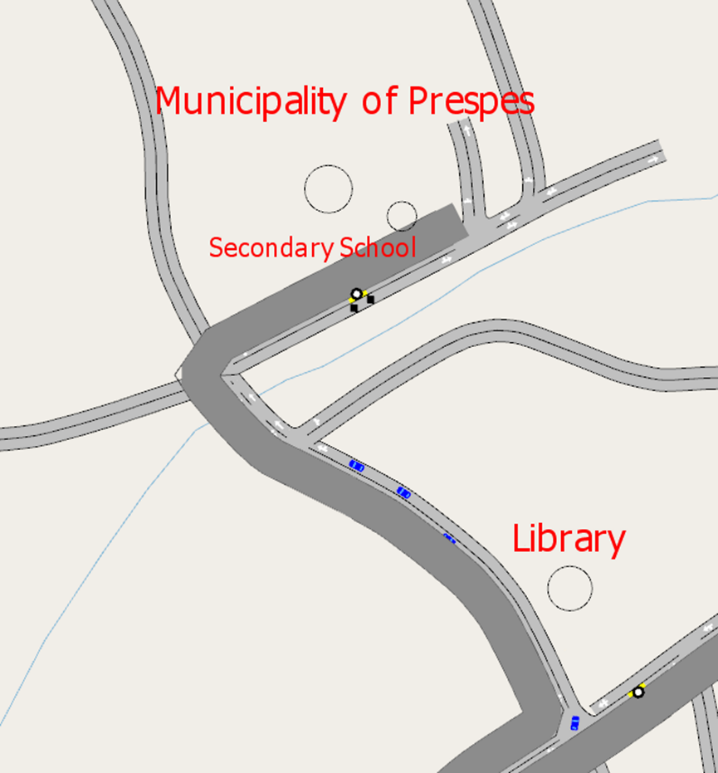 Municipality of Prespes
Secondary School
Library